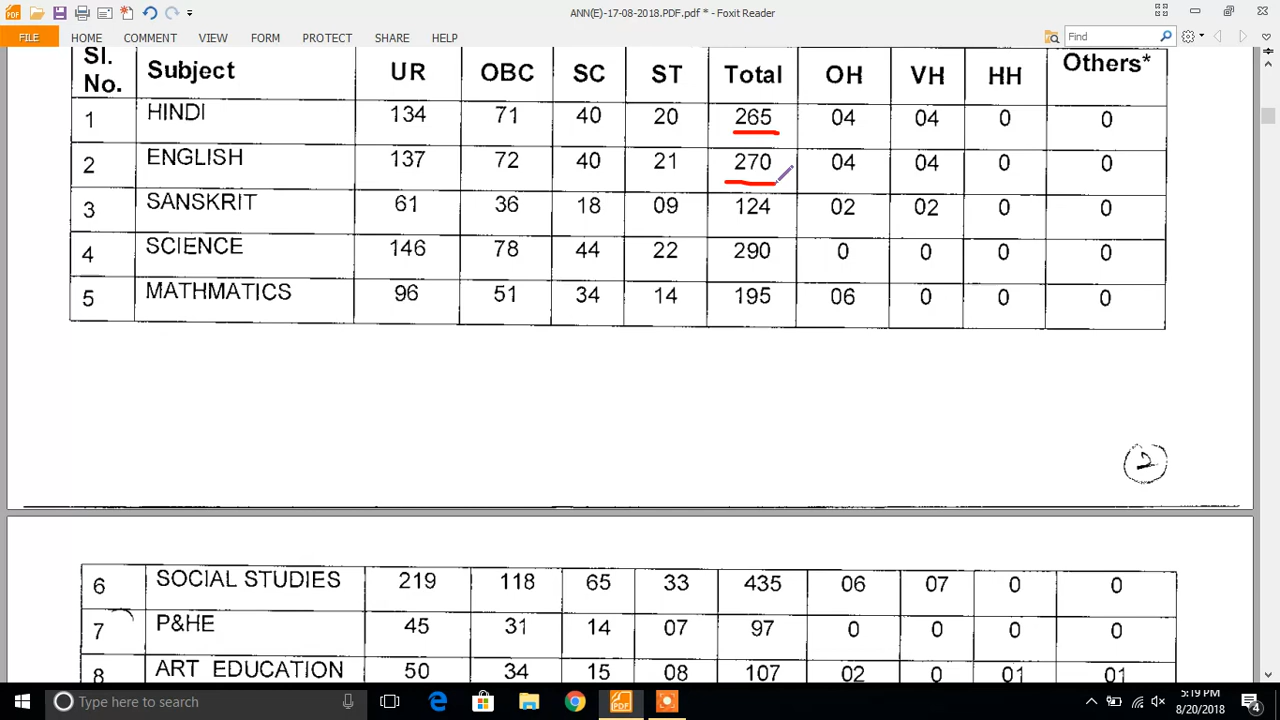 ANN(E)-17-08-2018.PDF.pdf * - Foxit Reader
FILE HOME COMMENT VIEW FORM PROTECT SHARE HELP Find
Sl. No. Subject UR OBC SC ST Total OH VH HH Others*
1 HINDI 134 71 40 20 265 04 04 0 0
2 ENGLISH 137 72 40 21 270 04 04 0 0
3 SANSKRIT 61 36 18 09 124 02 02 0 0
4 SCIENCE 146 78 44 22 290 0 0 0 0
5 MATHMATICS 96 51 34 14 195 06 0 0 0
2
6 SOCIAL STUDIES 219 118 65 33 435 06 07 0 0
7 P&HE 45 31 14 07 97 0 0 0 0
8 ART EDUCATION 50 34 15 08 107 02 0 01 01
Type here to search
5:19 PM
8/20/2018
4